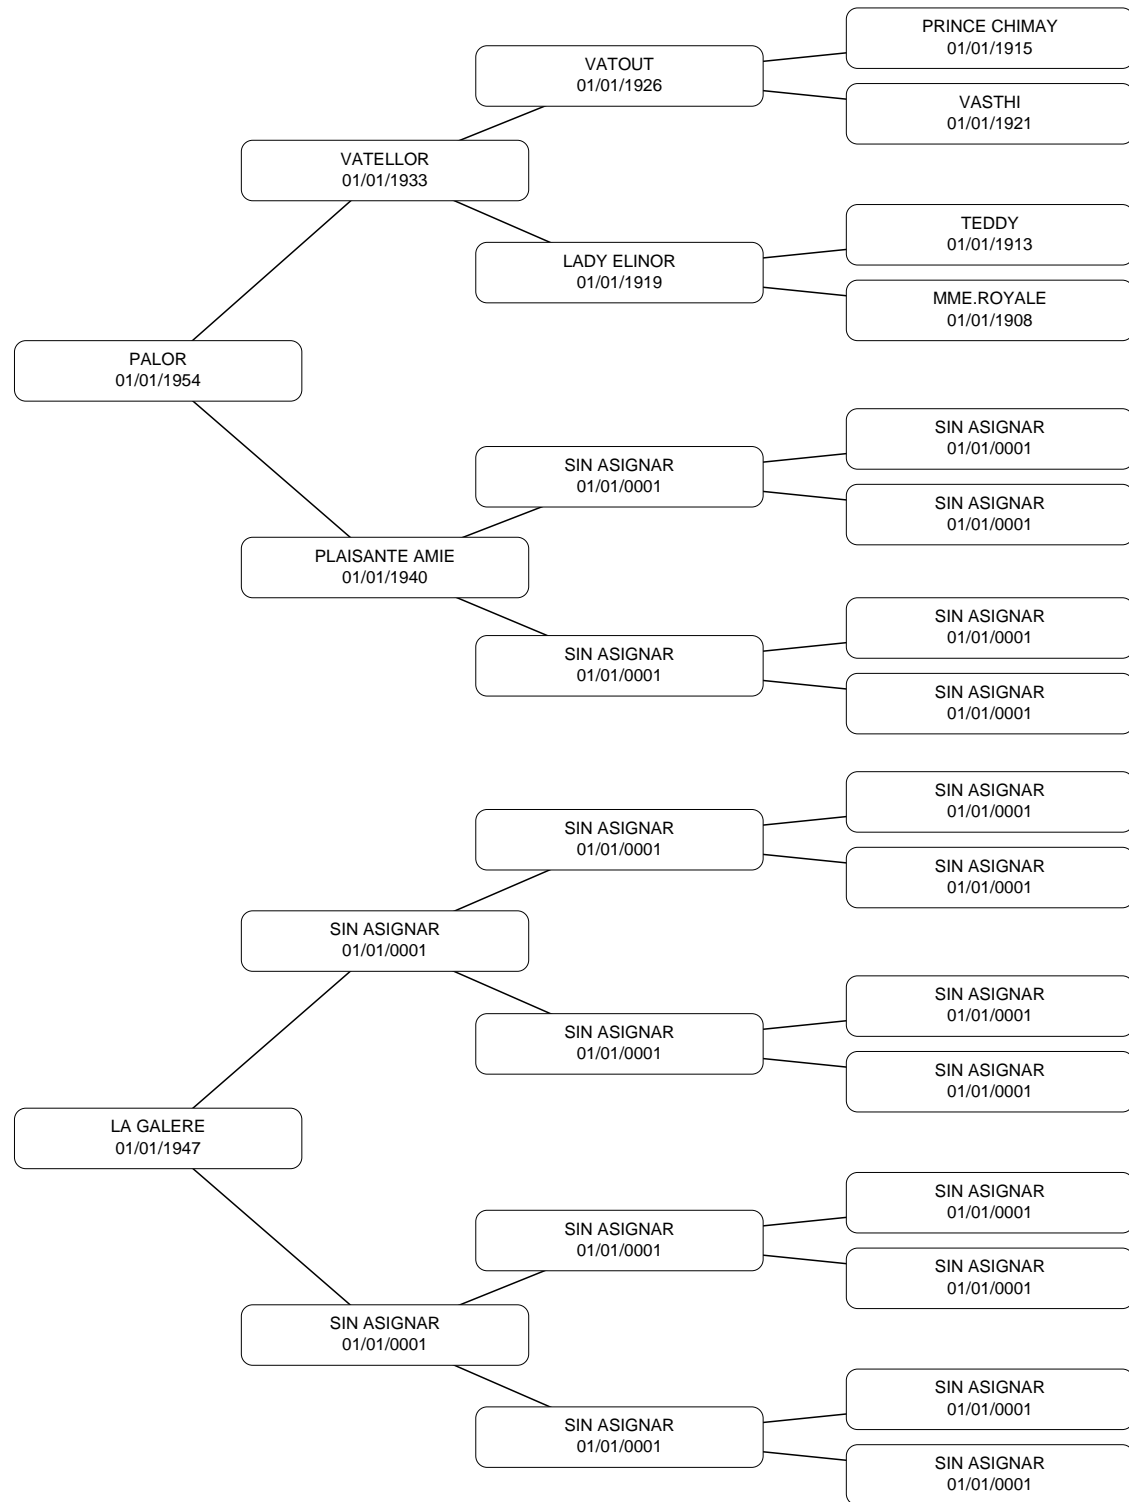 PRINCE CHIMAY
01/01/1915
VATOUT
01/01/1926
VASTHI
01/01/1921
VATELLOR
01/01/1933
TEDDY
01/01/1913
LADY ELINOR
01/01/1919
MME.ROYALE
01/01/1908
PALOR
01/01/1954
SIN ASIGNAR
01/01/0001
SIN ASIGNAR
01/01/0001
SIN ASIGNAR
01/01/0001
PLAISANTE AMIE
01/01/1940
SIN ASIGNAR
01/01/0001
SIN ASIGNAR
01/01/0001
SIN ASIGNAR
01/01/0001
SIN ASIGNAR
01/01/0001
SIN ASIGNAR
01/01/0001
SIN ASIGNAR
01/01/0001
SIN ASIGNAR
01/01/0001
SIN ASIGNAR
01/01/0001
SIN ASIGNAR
01/01/0001
SIN ASIGNAR
01/01/0001
LA GALERE
01/01/1947
SIN ASIGNAR
01/01/0001
SIN ASIGNAR
01/01/0001
SIN ASIGNAR
01/01/0001
SIN ASIGNAR
01/01/0001
SIN ASIGNAR
01/01/0001
SIN ASIGNAR
01/01/0001
SIN ASIGNAR
01/01/0001